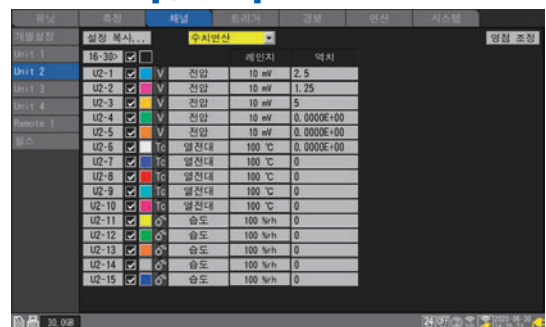 유닛 측정 채널 트리거 경보 연산 시스템
개별설정 설정 복사... 수치연산 영점 조정
Unit 1 16-30> 레인지 역치
Unit 2 U2-1 V 전압 10 mV 2.5
Unit 3 U2-2 V 전압 10 mV 1.25
U2-3 V 전압 10 mV 5
Unit 4 U2-4 V 전압 10 mV 0.0000E+00
Remote 1 U2-5 V 전압 10 mV 0.0000E+00
펄스 U2-6 Tc 열전대 100 ℃ 0.0000E+00
U2-7 Tc 열전대 100 ℃ 0
U2-8 Tc 열전대 100 ℃ 0
U2-9 Tc 열전대 100 ℃ 0
U2-10 Tc 열전대 100 ℃ 0
U2-11 습도 100 %rh 0
U2-12 습도 100 %rh 0
U2-13 습도 100 %rh 0
U2-14 습도 100 %rh 0
U2-15 습도 100 %rh 0
30.0GB 24 OFF